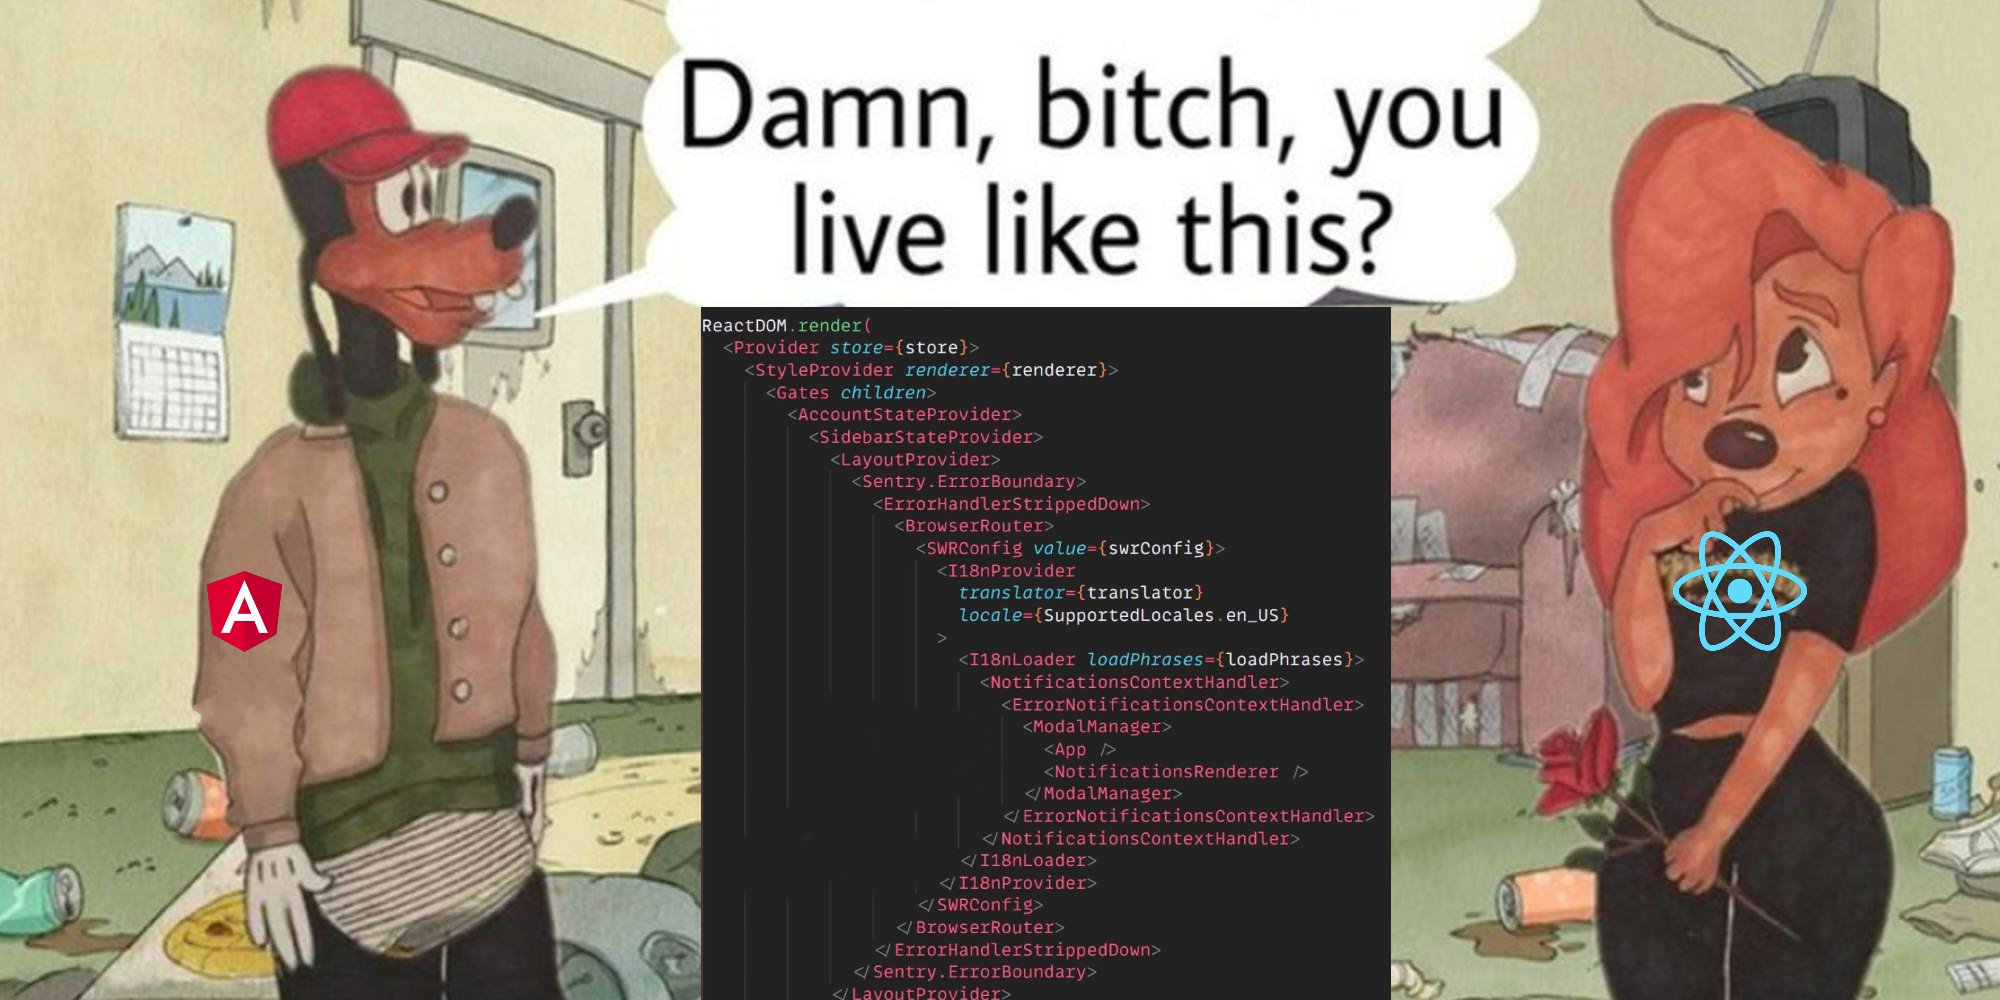 Damn, bitch, you
live like this?
ReactDOM.render(
<Provider store={store}>
<StyleProvider renderer={renderer}>
<Gates children>
<AccountStateProvider>
<SidebarStateProvider>
<LayoutProvider>
<Sentry.ErrorBoundary>
<ErrorHandlerStrippedDown>
<BrowserRouter>
<SWRConfig value={swrConfig}>
<I18nProvider
translator={translator}
locale={SupportedLocales.en_US}
>
<I18nLoader loadPhrases={loadPhrases}>
<NotificationsContextHandler>
<ErrorNotificationsContextHandler>
<ModalManager>
<App />
<NotificationsRenderer />
</ModalManager>
</ErrorNotificationsContextHandler>
</NotificationsContextHandler>
</I18nLoader>
</I18nProvider>
</SWRConfig>
</BrowserRouter>
</ErrorHandlerStrippedDown>
</Sentry.ErrorBoundary>
</LayoutProvider>
A